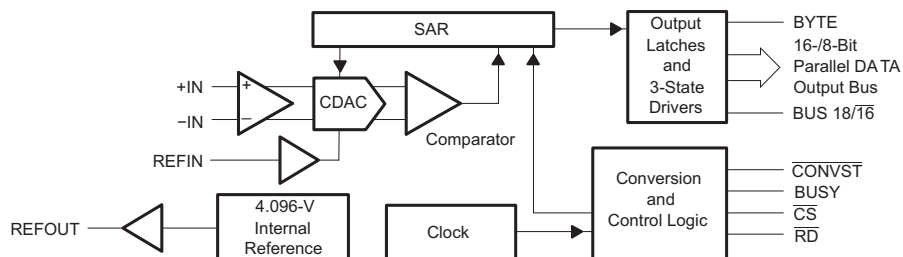 SAR
Output
Latches
and
3-State
Drivers
BYTE
16-/8-Bit
Parallel DATA
Output Bus
BUS 18/16
+IN
−IN
+
−
CDAC
Comparator
REFIN
CONVST
BUSY
CS
RD
Conversion
and
Control Logic
REFOUT
4.096-V
Internal
Reference
Clock